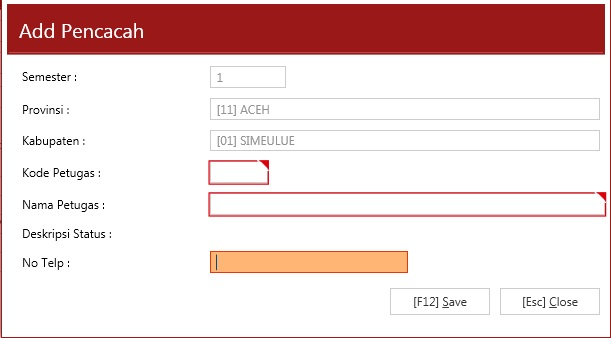 Add Pencacah
Semester : 1
Provinsi : [11] ACEH
Kabupaten : [01] SIMEULUE
Kode Petugas :
Nama Petugas :
Deskripsi Status :
No Telp :
[F12] Save [Esc] Close